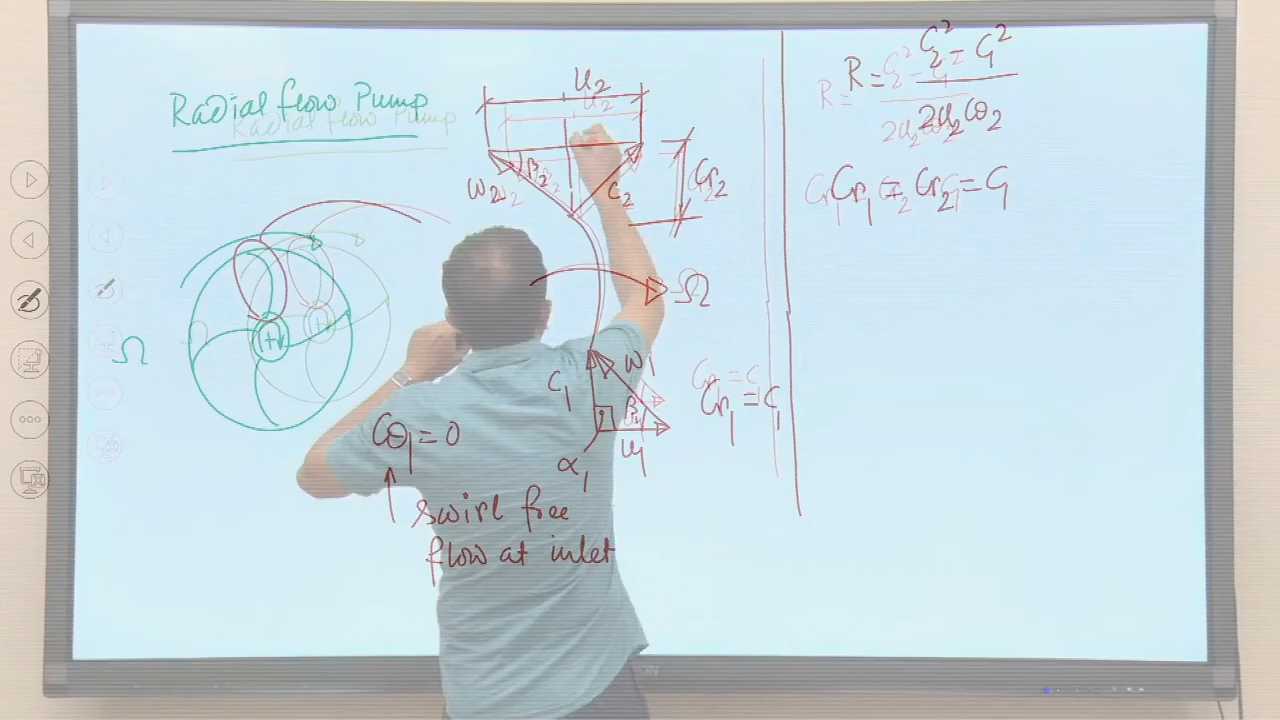 Radial flow Pump
Ω
U₂
W₂
β₂
C₂
Cr₂
Ω
C₁
W₁
β₁
U₁
α₁
Cr₁ = C₁
Cθ₁ = 0
swirl free
flow at inlet
R = C₂² - C₁² / 2U₂Cθ₂
Cr₁ = Cr₂ = C₁